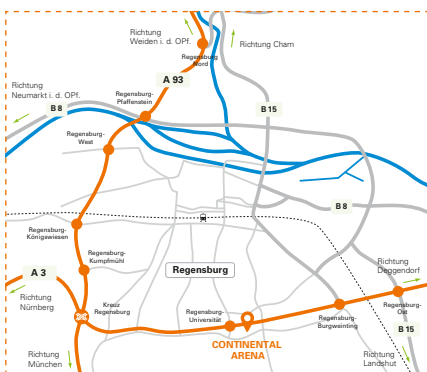 Richtung
Weiden i. d. OPf.
Richtung Cham
Regensburg
Nord
A 93
Richtung
Neumarkt i. d. OPf.
Regensburg-
Pfaffenstein
B 8
B 15
Regensburg-
West
B 8
Regensburg-
Königswiesen
Regensburg-
Kumpfmühl
Regensburg
Richtung
Deggendorf
A 3
Richtung
Nürnberg
Kreuz
Regensburg
Regensburg-
Universität
Regensburg-
Burgweinting
Regensburg-
Ost
B 15
CONTINENTAL
ARENA
Richtung
München
Richtung
Landshut